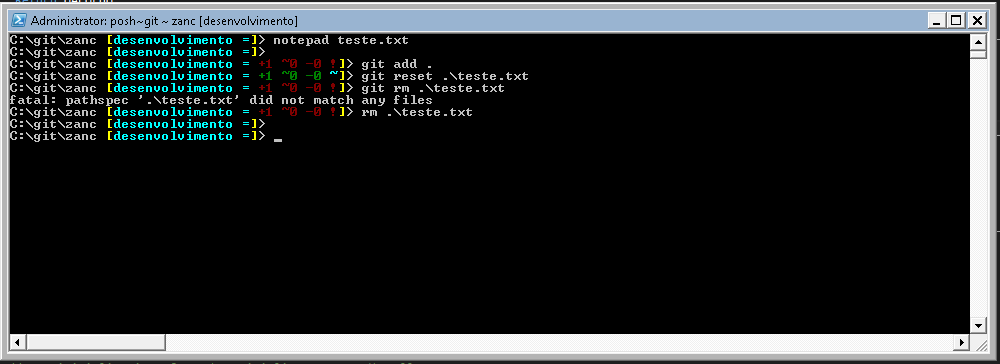 Administrator: posh~git ~ zanc [desenvolvimento]
C:\git\zanc [desenvolvimento =]> notepad teste.txt
C:\git\zanc [desenvolvimento =]>
C:\git\zanc [desenvolvimento = +1 ~0 -0 !]> git add .
C:\git\zanc [desenvolvimento = +1 ~0 -0 ~]> git reset .\teste.txt
C:\git\zanc [desenvolvimento = +1 ~0 -0 !]> git rm .\teste.txt
fatal: pathspec '.\teste.txt' did not match any files
C:\git\zanc [desenvolvimento = +1 ~0 -0 !]> rm .\teste.txt
C:\git\zanc [desenvolvimento =]>
C:\git\zanc [desenvolvimento =]> _